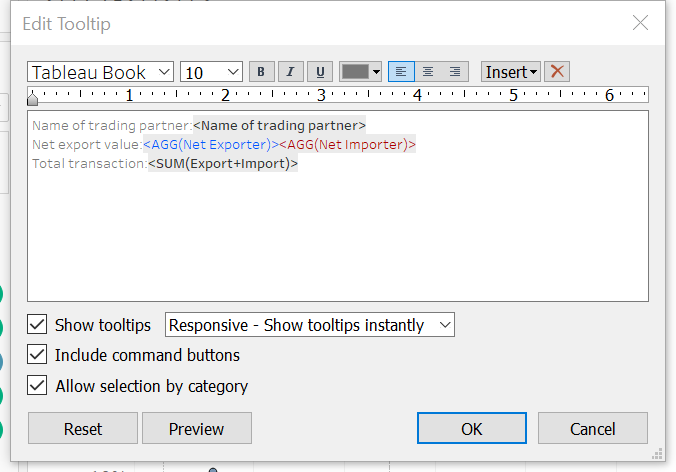 Edit Tooltip
Tableau Book 10 B I U Insert
1 2 3 4 5 6
Name of trading partner:<Name of trading partner>
Net export value:<AGG(Net Exporter)><AGG(Net Importer)>
Total transaction:<SUM(Export+Import)>
Show tooltips Responsive - Show tooltips instantly
Include command buttons
Allow selection by category
Reset Preview OK Cancel